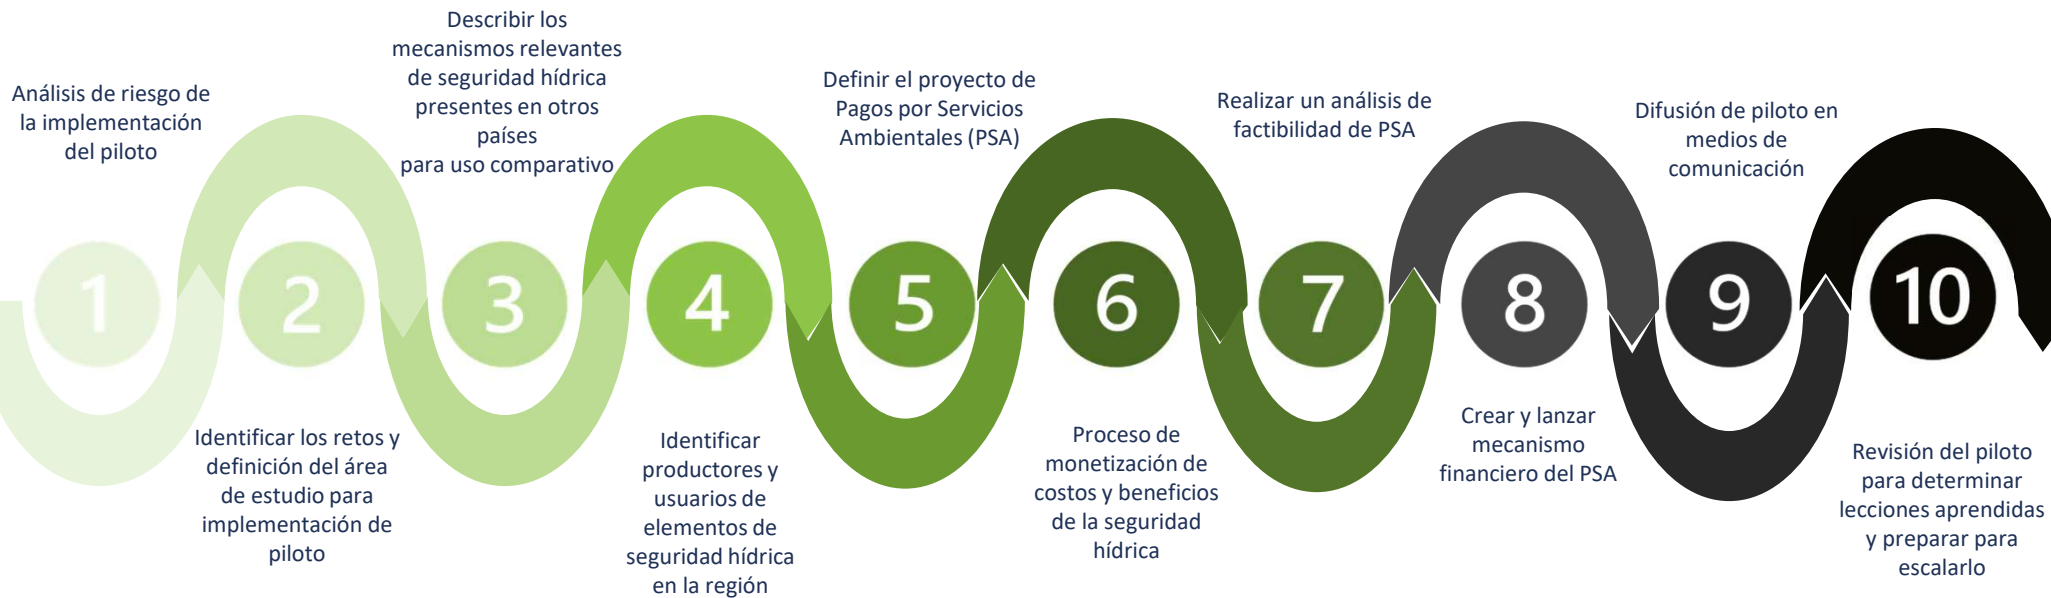 1
Análisis de riesgo de
la implementación
del piloto
2
Identificar los retos y
definición del área
de estudio para
implementación de
piloto
3
Describir los
mecanismos relevantes
de seguridad hídrica
presentes en otros
países
para uso comparativo
4
Identificar
productores y
usuarios de
elementos de
seguridad hídrica
en la región
5
Definir el proyecto de
Pagos por Servicios
Ambientales (PSA)
6
Proceso de
monetización de
costos y beneficios
de la seguridad
hídrica
7
Realizar un análisis de
factibilidad de PSA
8
Crear y lanzar
mecanismo
financiero del PSA
9
Difusión de piloto en
medios de
comunicación
10
Revisión del piloto
para determinar
lecciones aprendidas
y preparar para
escalarlo